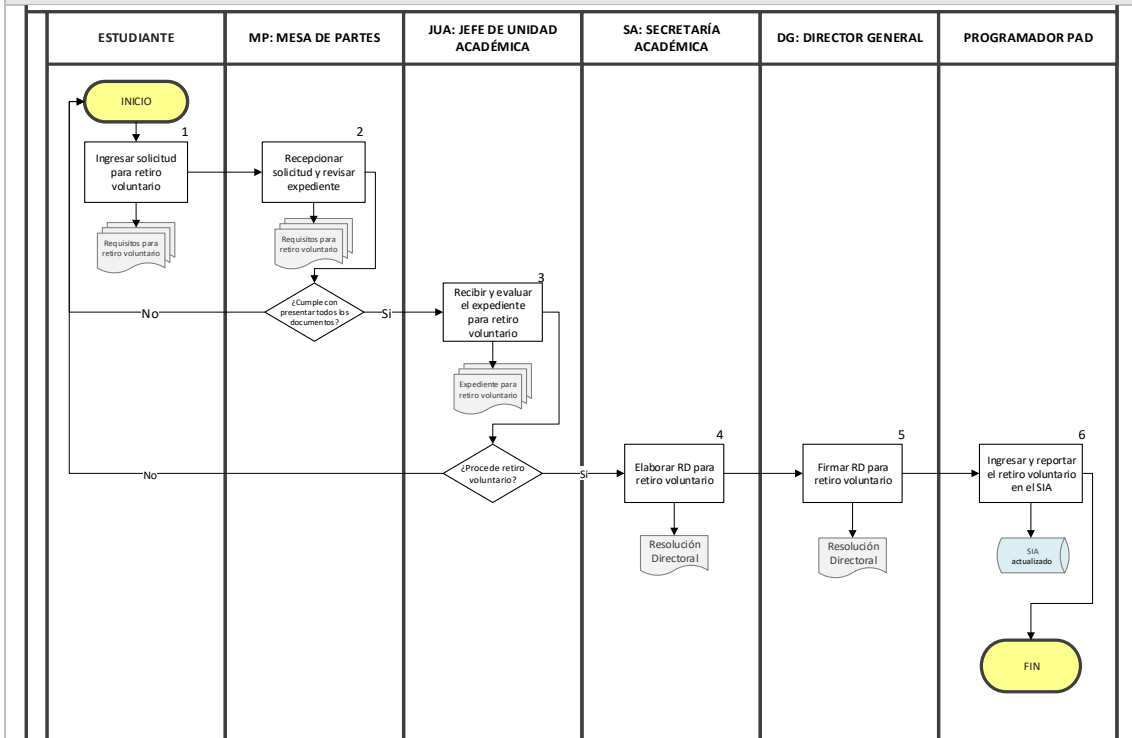 ESTUDIANTE
MP: MESA DE PARTES
JUA: JEFE DE UNIDAD
ACADÉMICA
SA: SECRETARÍA
ACADÉMICA
DG: DIRECTOR GENERAL
PROGRAMADOR PAD
INICIO
1
Ingresar solicitud
para retiro
voluntario
Requisitos para
retiro voluntario
2
Recepcionar
solicitud y revisar
expediente
Requisitos para
retiro voluntario
¿Cumple con
presentar todos los
documentos?
No
Si
3
Recibir y evaluar
el expediente
para retiro
voluntario
Expediente para
retiro voluntario
¿Procede retiro
voluntario?
No
Si
4
Elaborar RD para
retiro voluntario
Resolución
Directoral
5
Firmar RD para
retiro voluntario
Resolución
Directoral
6
Ingresar y reportar
el retiro voluntario
en el SIA
SIA
actualizado
FIN